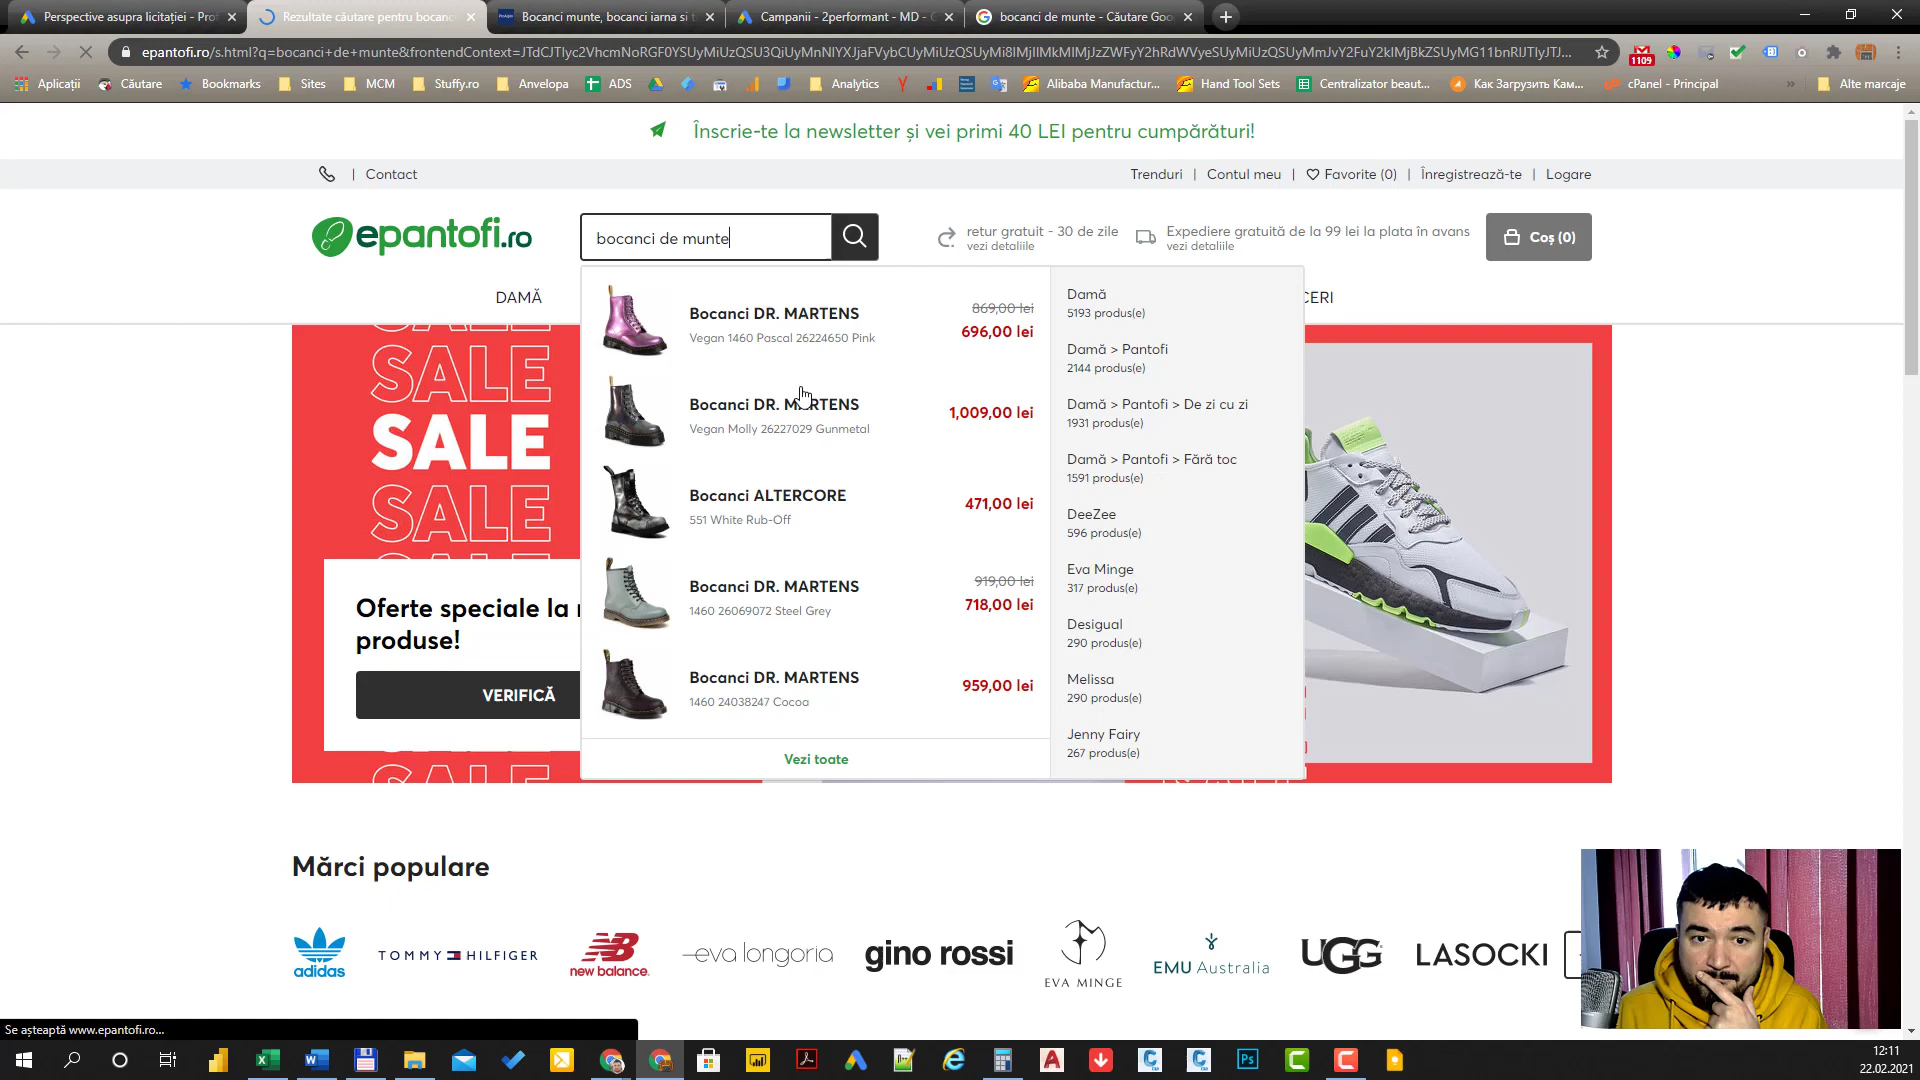 Perspective asupra licitației - Pro
Rezultate căutare pentru bocanc
Bocanci munte, bocanci iarna si t
Campanii - 2performant - MD -
bocanci de munte - Căutare Goo
epantofi.ro/s.html?q=bocanci+de+munte&frontendContext=
1109
Aplicații
Căutare
Bookmarks
Sites
MCM
Stuffy.ro
Anvelopa
ADS
Analytics
Alibaba Manufactur...
Hand Tool Sets
Centralizator beaut...
Как Загрузить Кам...
cPanel - Principal
»
Alte marcaje
Înscrie-te la newsletter și vei primi 40 LEI pentru cumpărături!
| Contact
Trenduri | Contul meu | Favorite (0) | Înregistrează-te | Logare
epantofi.ro
bocanci de munte
retur gratuit - 30 de zile
vezi detaliile
Expediere gratuită de la 99 lei la plata în avans
vezi detaliile
Coș (0)
DAMĂ
CERI
Bocanci DR. MARTENS
Vegan 1460 Pascal 26224650 Pink
869,00 lei
696,00 lei
Bocanci DR. MARTENS
Vegan Molly 26227029 Gunmetal
1,009,00 lei
Bocanci ALTERCORE
551 White Rub-Off
471,00 lei
Bocanci DR. MARTENS
1460 26069072 Steel Grey
919,00 lei
718,00 lei
Bocanci DR. MARTENS
1460 24038247 Cocoa
959,00 lei
Vezi toate
Damă
5193 produs(e)
Damă > Pantofi
2144 produs(e)
Damă > Pantofi > De zi cu zi
1931 produs(e)
Damă > Pantofi > Fără toc
1591 produs(e)
DeeZee
596 produs(e)
Eva Minge
317 produs(e)
Desigual
290 produs(e)
Melissa
290 produs(e)
Jenny Fairy
267 produs(e)
SALE
SALE
SALE
SALE
SALE
Oferte speciale la
produse!
VERIFICĂ
Mărci populare
adidas
TOMMY HILFIGER
new balance
eva longoria
gino rossi
EVA MINGE
EMU Australia
UGG
LASOCKI
Se așteaptă www.epantofi.ro...
12:11
22.02.2021